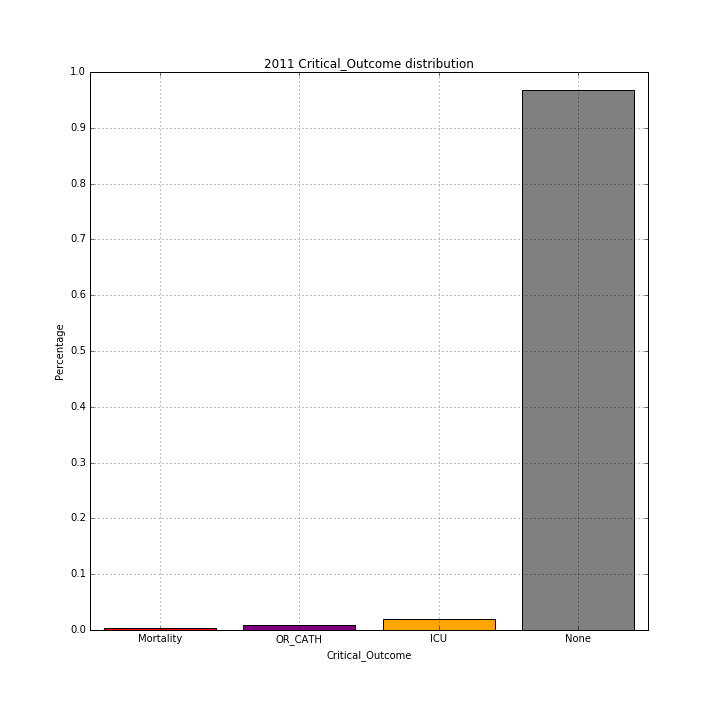 2011 Critical_Outcome distribution
1.0
0.9
0.8
0.7
0.6
0.5
0.4
0.3
0.2
0.1
0.0
Percentage
Mortality OR_CATH ICU None
Critical_Outcome